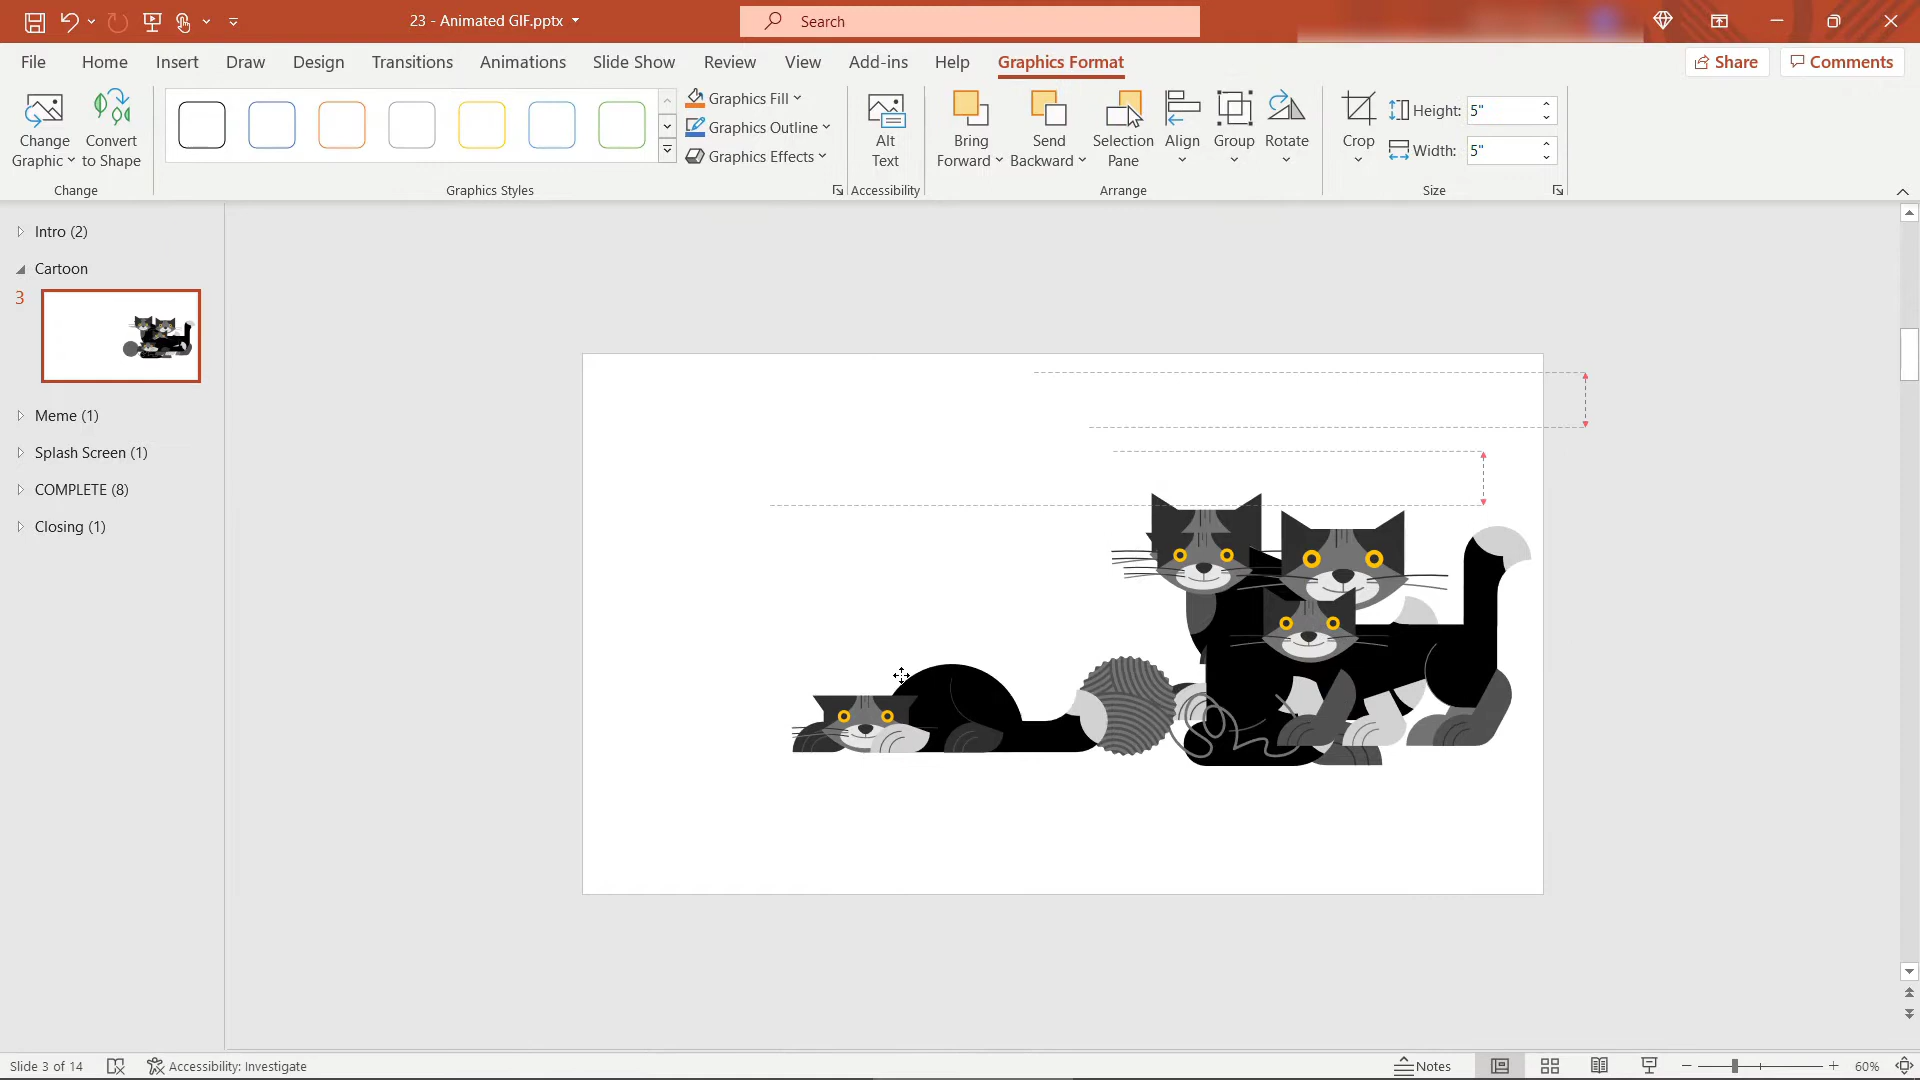 23 - Animated GIF.pptx
Search
File Home Insert Draw Design Transitions Animations Slide Show Review View Add-ins Help Graphics Format Share Comments
Change Graphic
Convert to Shape
Change
Graphics Fill
Graphics Outline
Graphics Effects
Graphics Styles
Alt Text
Accessibility
Bring Forward
Send Backward
Selection Pane
Align
Group
Rotate
Arrange
Crop
Height: 5"
Width: 5"
Size
Intro (2)
Cartoon
3
Meme (1)
Splash Screen (1)
COMPLETE (8)
Closing (1)
Slide 3 of 14
Accessibility: Investigate
Notes
60%